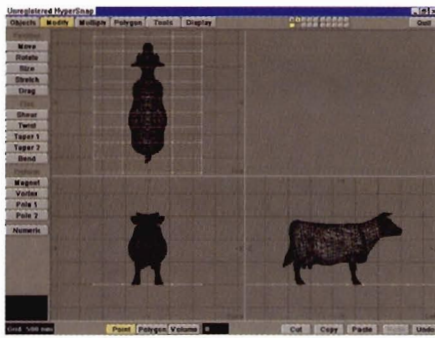 Unregistered HyperSnap
Objects Modify Multiply Polygon Tools Display Quit
Move
Rotate
Size
Stretch
Drag
Shear
Twist
Taper 1
Taper 2
Bend
Magnet
Vortex
Pole 1
Pole 2
Numeric
Point Polygon Volume Cut Copy Paste Undo